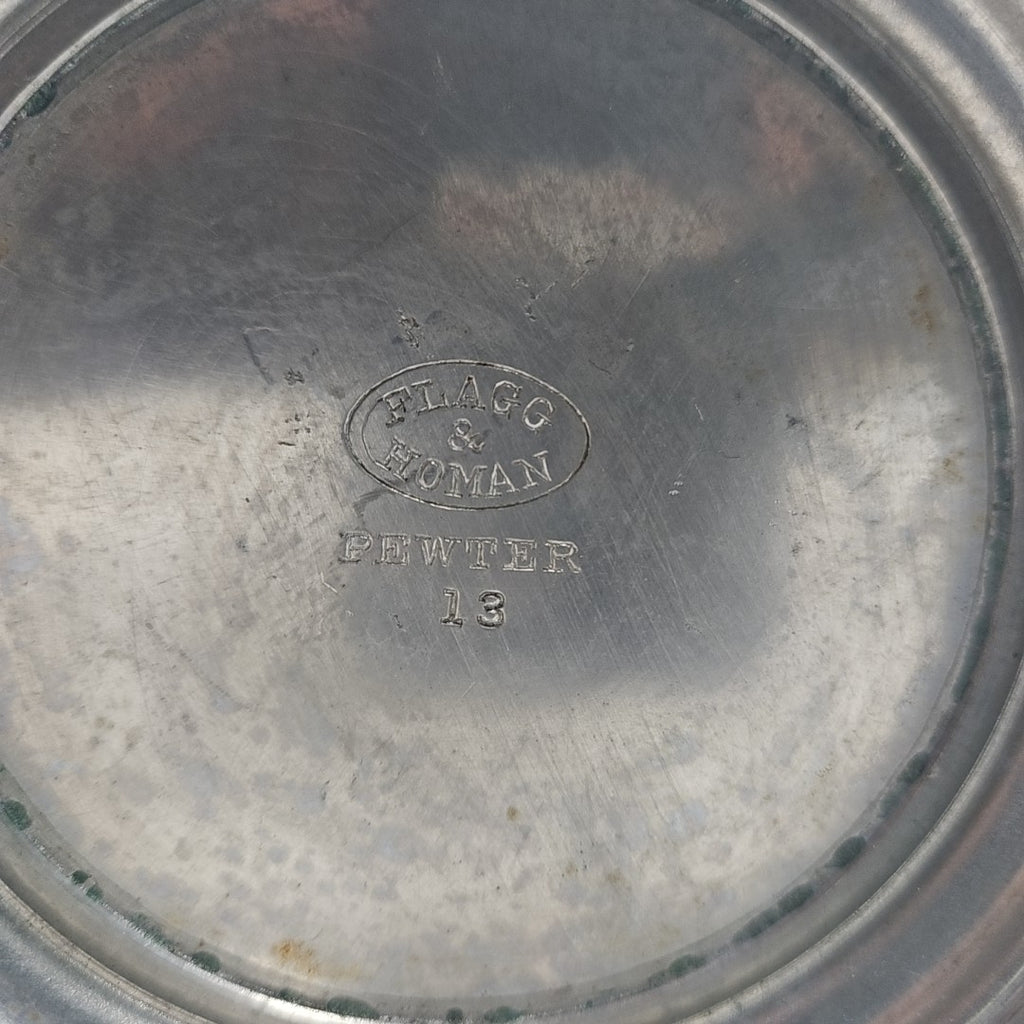 FLAGG
&
HOMAN
PEWTER
13